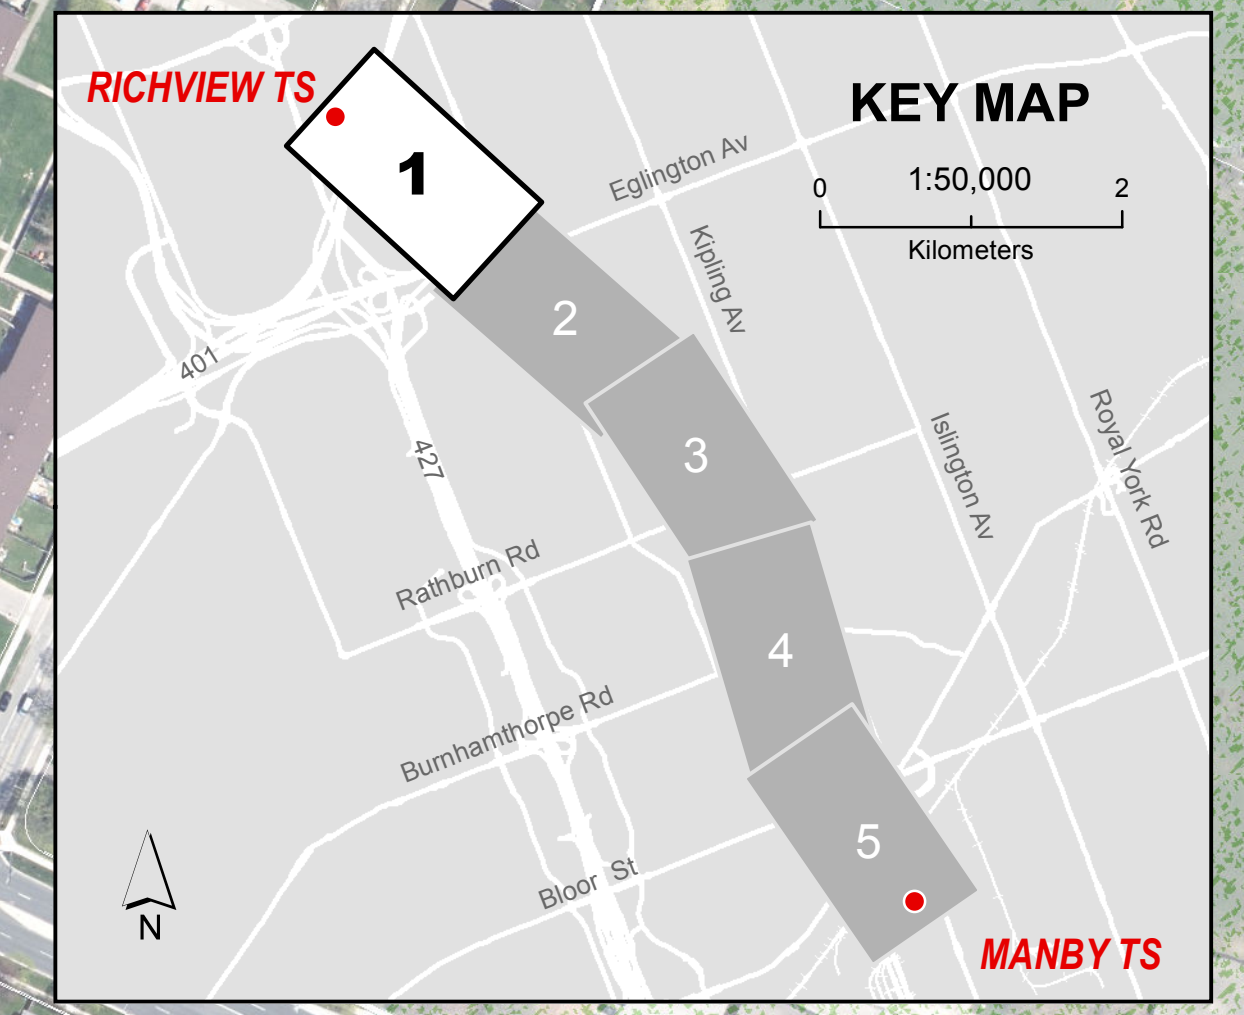 RICHVIEW TS
KEY MAP
1
Eglington Av
1:50,000
0
2
Kilometers
Kipling Av
2
401
427
3
Islington Av
Royal York Rd
Rathburn Rd
4
Burnhamthorpe Rd
5
Bloor St
N
MANBY TS